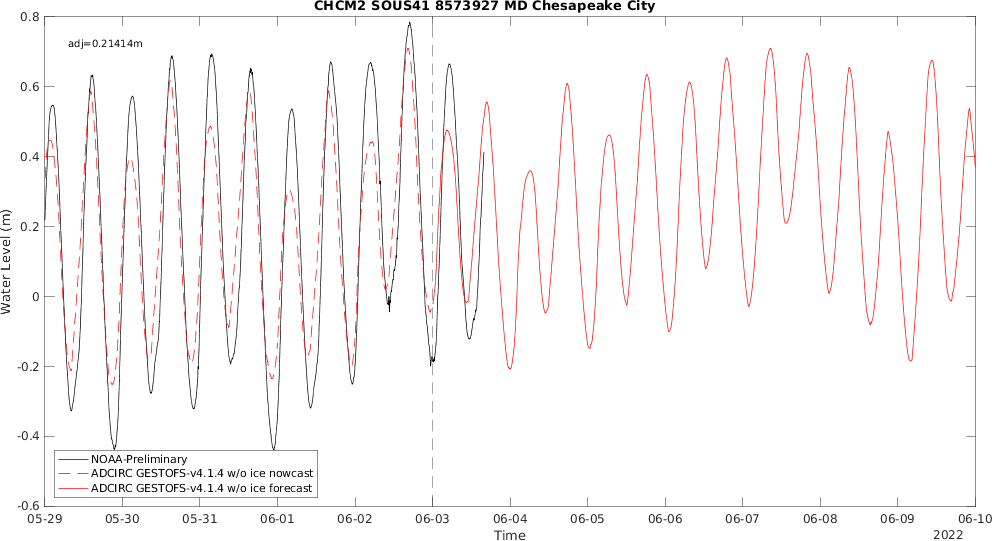 CHCM2 SOUS41 8573927 MD Chesapeake City
adj=0.21414m
0.8
0.6
0.4
0.2
0
-0.2
-0.4
-0.6
Water Level (m)
NOAA-Preliminary
ADCIRC GESTOFS-v4.1.4 w/o ice nowcast
ADCIRC GESTOFS-v4.1.4 w/o ice forecast
05-29 05-30 05-31 06-01 06-02 06-03 06-04 06-05 06-06 06-07 06-08 06-09 06-10
Time
2022